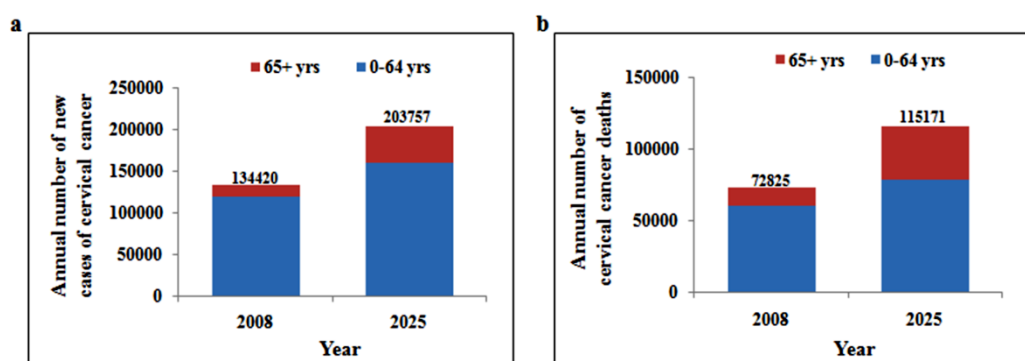 a
65+ yrs 0-64 yrs
Annual number of new
cases of cervical cancer
250000
200000
150000
100000
50000
0
134420
203757
2008 2025
Year
b
65+ yrs 0-64 yrs
Annual number of
cervical cancer deaths
150000
100000
50000
0
72825
115171
2008 2025
Year